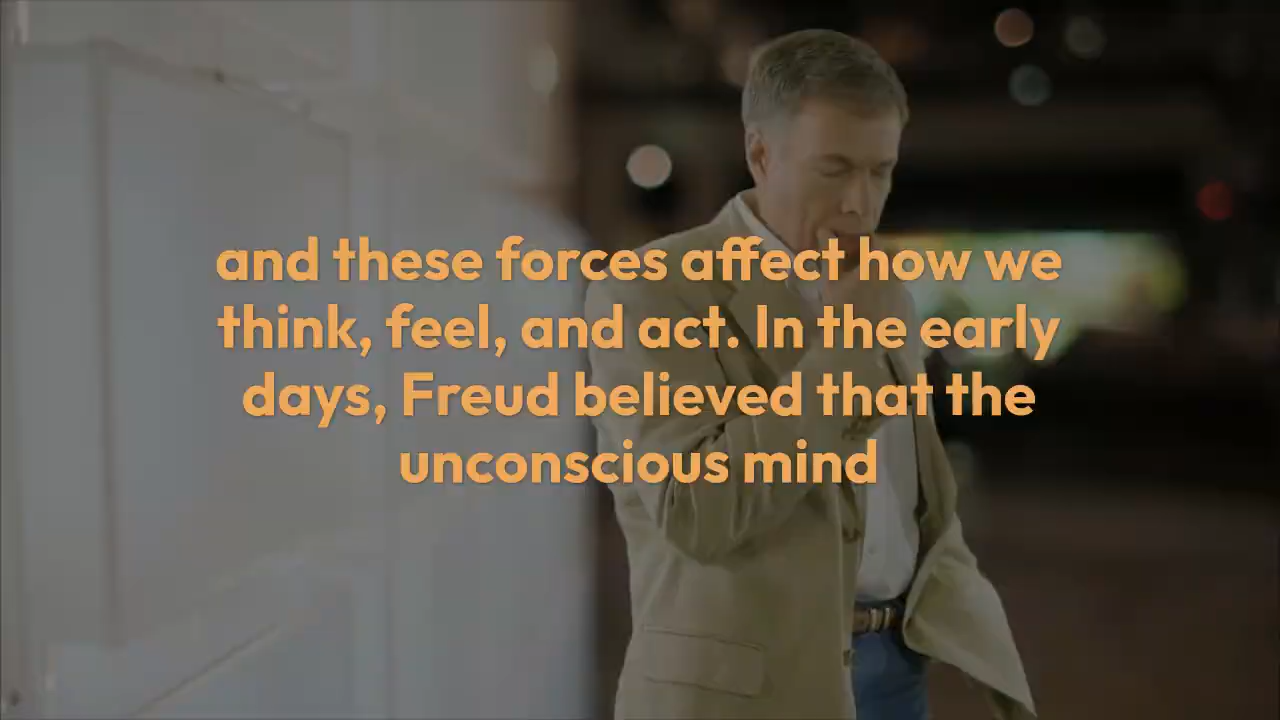 and these forces affect how we
think, feel, and act. In the early
days, Freud believed that the
unconscious mind